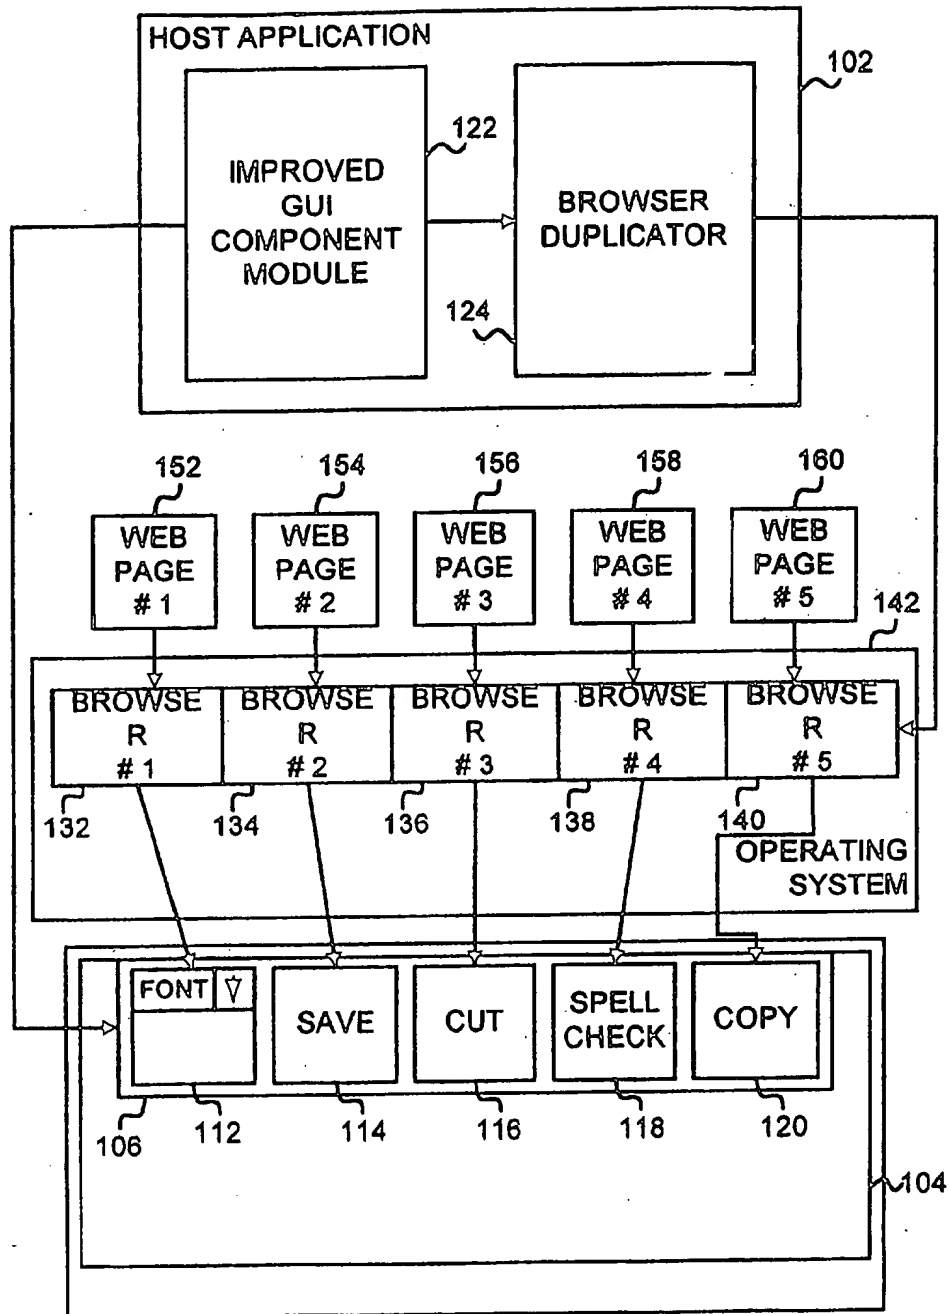 HOST APPLICATION
102
122
IMPROVED
GUI
COMPONENT
MODULE
BROWSER
DUPLICATOR
124
152
154
156
158
160
WEB
PAGE
# 1
WEB
PAGE
# 2
WEB
PAGE
# 3
WEB
PAGE
# 4
WEB
PAGE
# 5
142
BROWSE
R
# 1
BROWSE
R
# 2
BROWSE
R
# 3
BROWSE
R
# 4
BROWSE
R
# 5
132
134
136
138
140
OPERATING
SYSTEM
FONT
SAVE
CUT
SPELL
CHECK
COPY
106
112
114
116
118
120
104